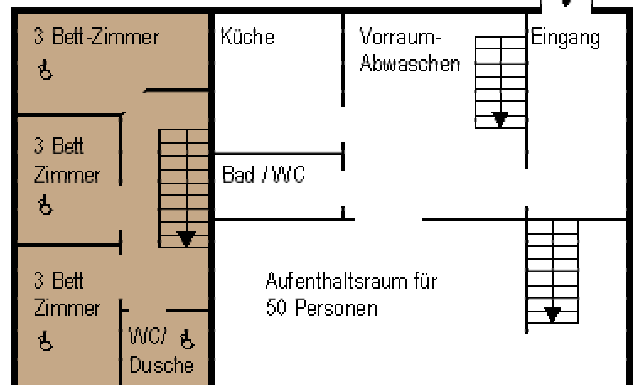 3 Bett-Zimmer
Küche
Vorraum-
Abwaschen
Eingang
3 Bett
Zimmer
Bad / WC
3 Bett
Zimmer
Aufenthaltsraum für
50 Personen
WC/
Dusche